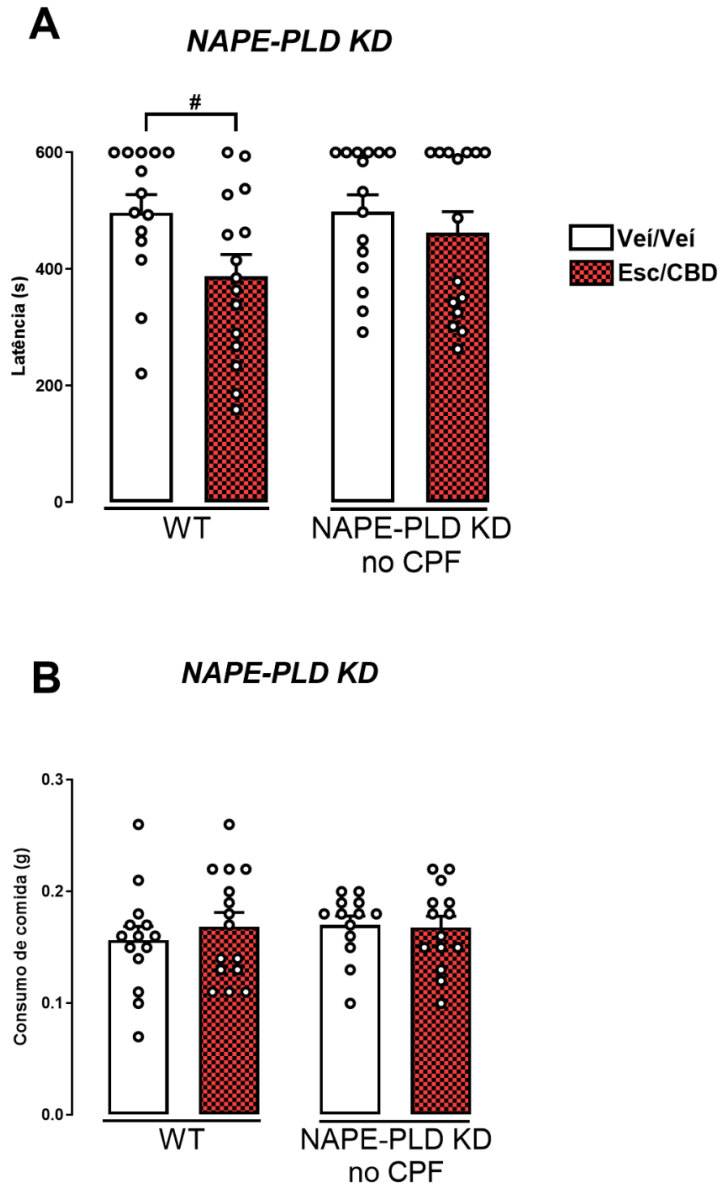 A
NAPE-PLD KD
#
600
400
200
0
Latência (s)
Veí/Veí
Esc/CBD
WT
NAPE-PLD KD
no CPF
B
NAPE-PLD KD
0.3
0.2
0.1
0.0
Consumo de comida (g)
WT
NAPE-PLD KD
no CPF